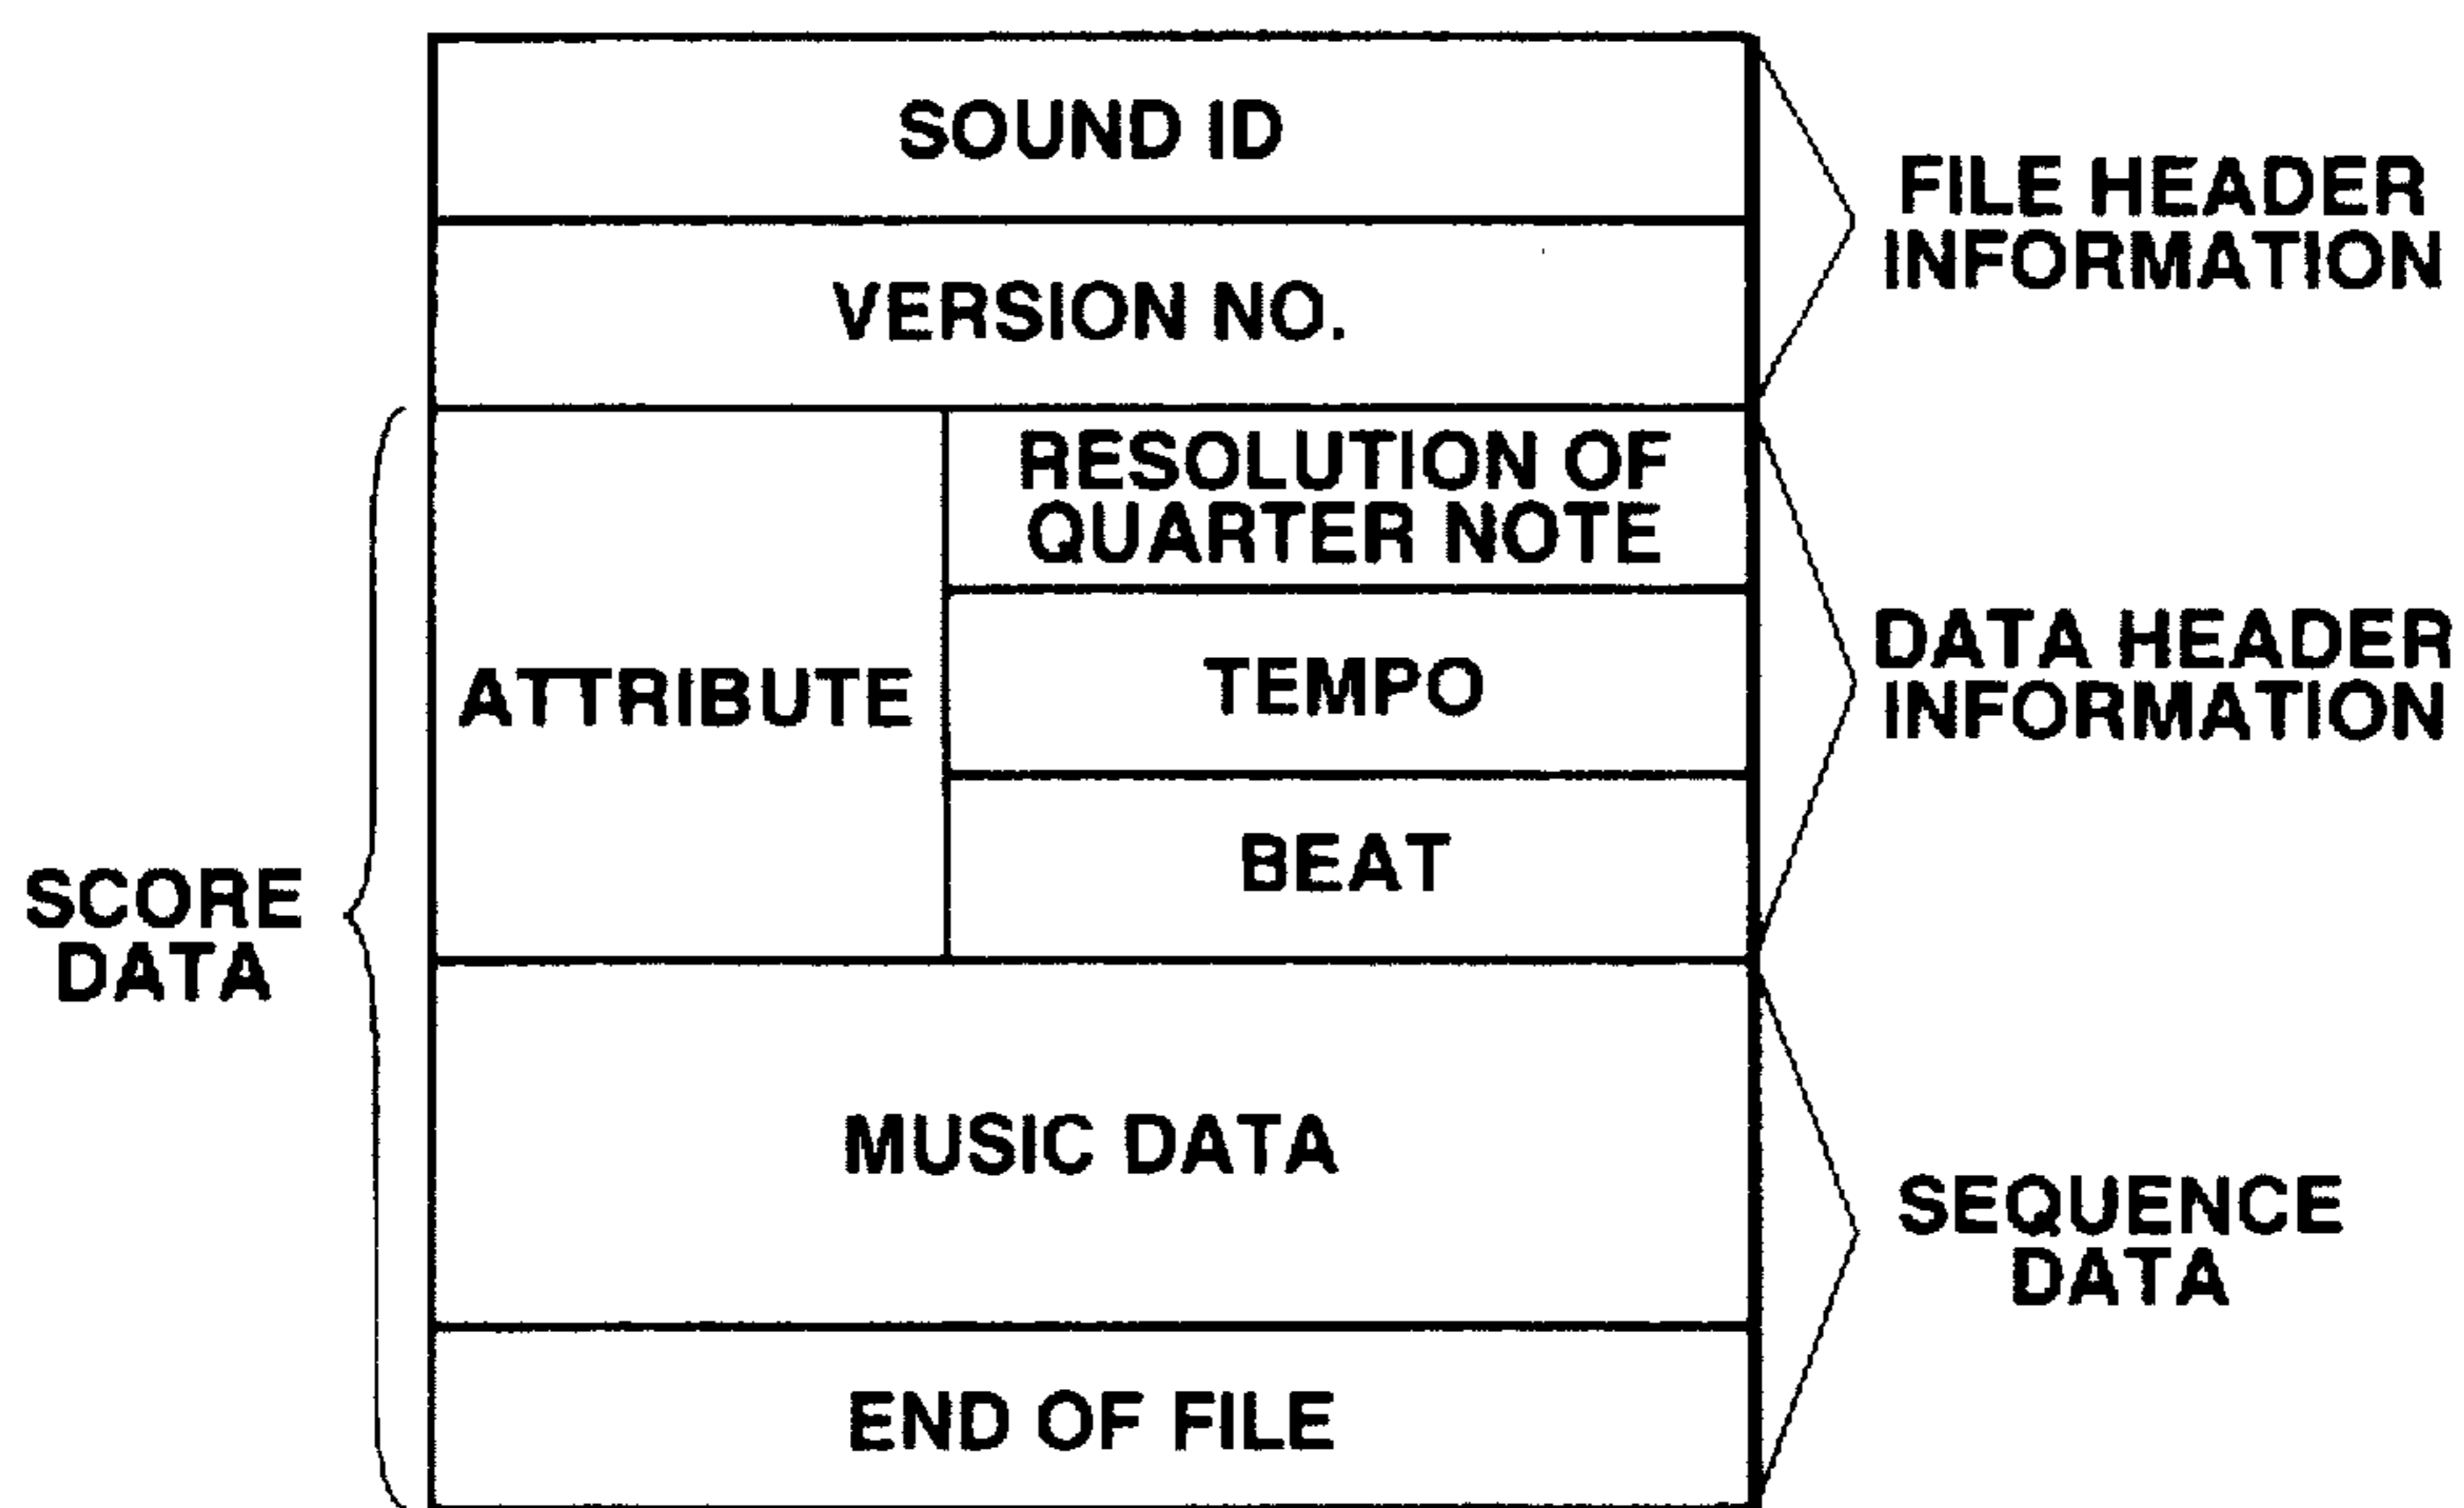 SOUND ID
FILE HEADER
INFORMATION
VERSION NO.
ATTRIBUTE
RESOLUTION OF
QUARTER NOTE
TEMPO
BEAT
DATA HEADER
INFORMATION
SCORE
DATA
MUSIC DATA
SEQUENCE
DATA
END OF FILE